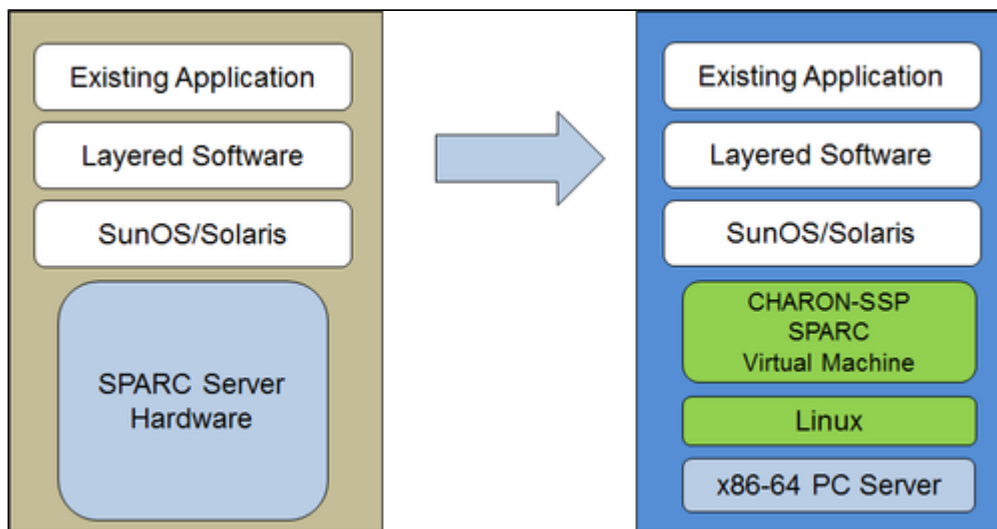 Existing Application
Layered Software
SunOS/Solaris
SPARC Server
Hardware
Existing Application
Layered Software
SunOS/Solaris
CHARON-SSP
SPARC
Virtual Machine
Linux
x86-64 PC Server